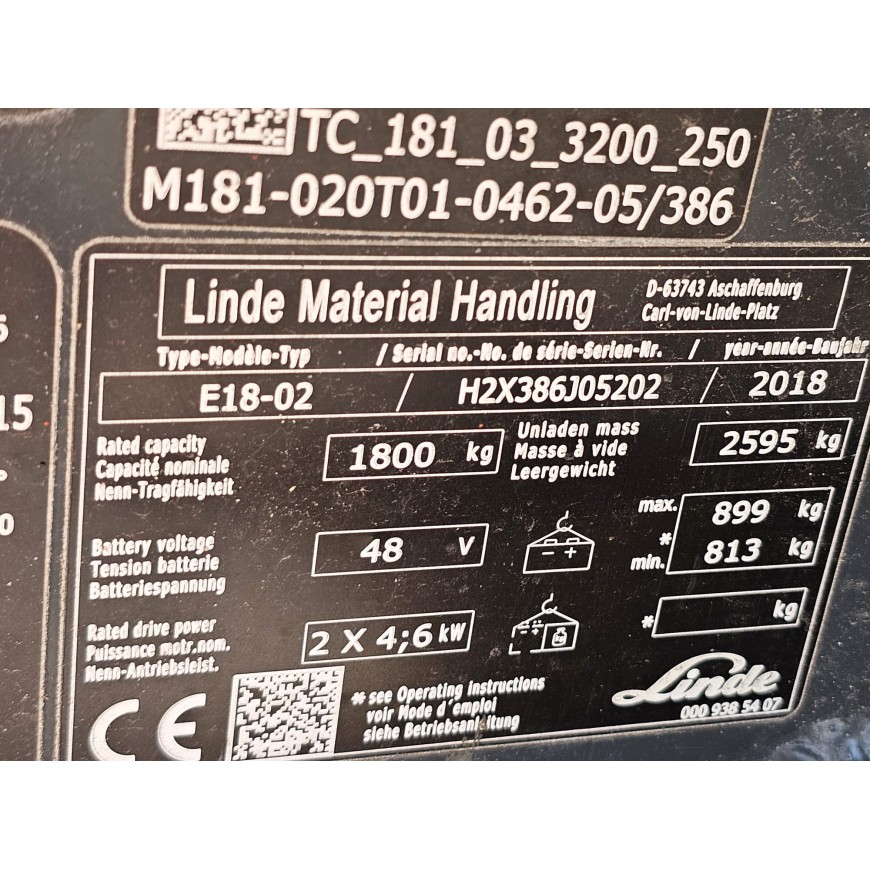 TC_181_03_3200_250
M181-020T01-0462-05/386
Linde Material Handling
D-63743 Aschaffenburg
Carl-von-Linde-Platz
Type-Modèle-Typ / Serial no.-No. de série-Serien-Nr. / year-année-Baujahr
E18-02 / H2X386J05202 / 2018
Rated capacity
Capacité nominale
Nenn-Tragfähigkeit
1800 kg
Unladen mass
Masse à vide
Leergewicht
2595 kg
Battery voltage
Tension batterie
Batteriespannung
48 V
max. 899 kg
*
min. 813 kg
Rated drive power
Puissance motr.nom.
Nenn-Antriebsleist.
2 X 4;6 kW
* kg
CE
* see Operating instructions
voir Mode d'emploi
siehe Betriebsanleitung
Linde
000 938 54 07
15
0